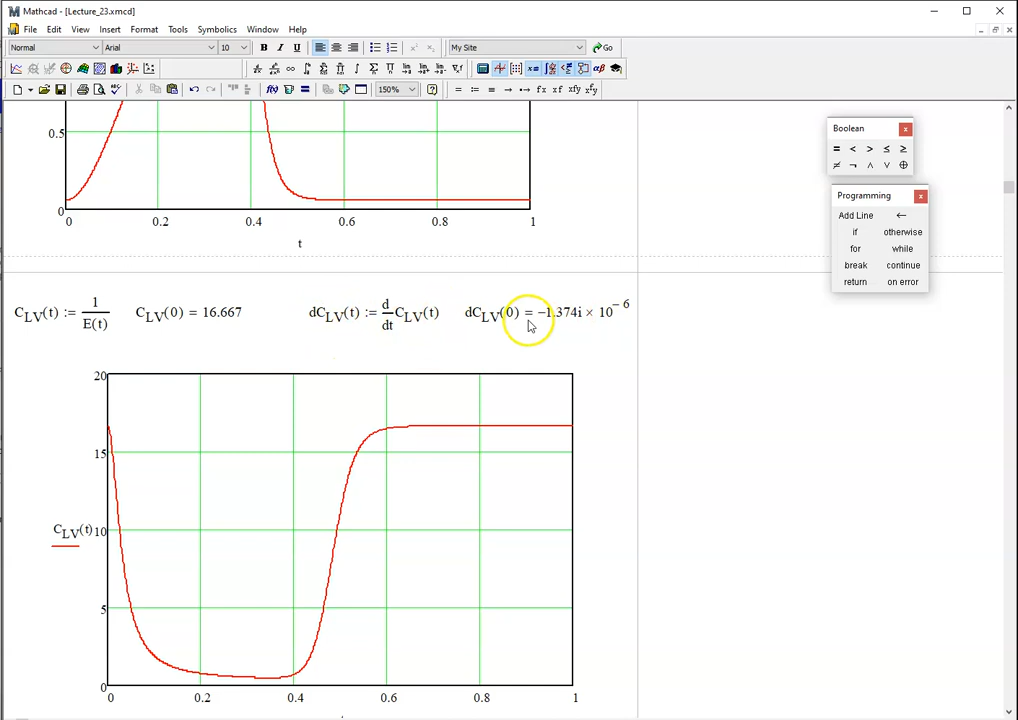 Mathcad - [Lecture_23.xmcd]
File Edit View Insert Format Tools Symbolics Window Help
Normal Arial 10 B I U My Site Go
150%
Boolean x
= < > ≤ ≥
≠ ¬ ∧ ∨ ⊕
Programming x
Add Line ←
if otherwise
for while
break continue
return on error
0.5
0
0 0.2 0.4 0.6 0.8 1
t
C_LV(t) := 1/E(t) C_LV(0) = 16.667 dC_LV(t) := d/dt C_LV(t) dC_LV(0) = −1.374i × 10^−6
20
15
C_LV(t) 10
5
0
0 0.2 0.4 0.6 0.8 1